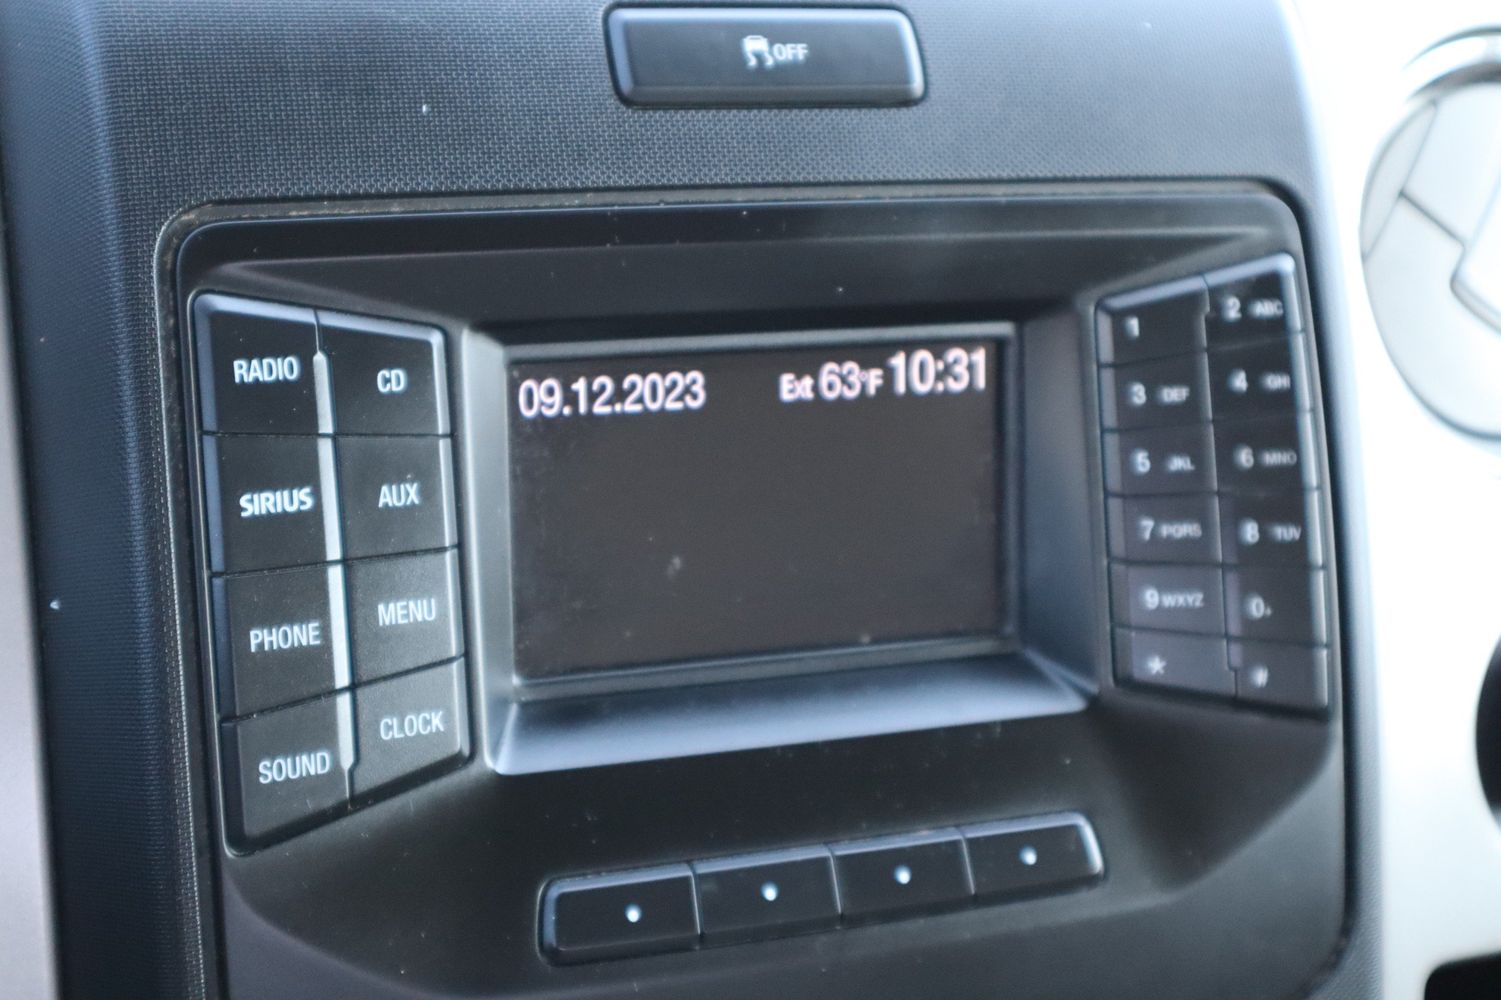 OFF
09.12.2023 Ext 63°F 10:31
RADIO CD
SIRIUS AUX
PHONE MENU
SOUND CLOCK
1 2 ABC
3 DEF 4 GHI
5 JKL 6 MNO
7 PQRS 8 TUV
9 WXYZ 0+
* #